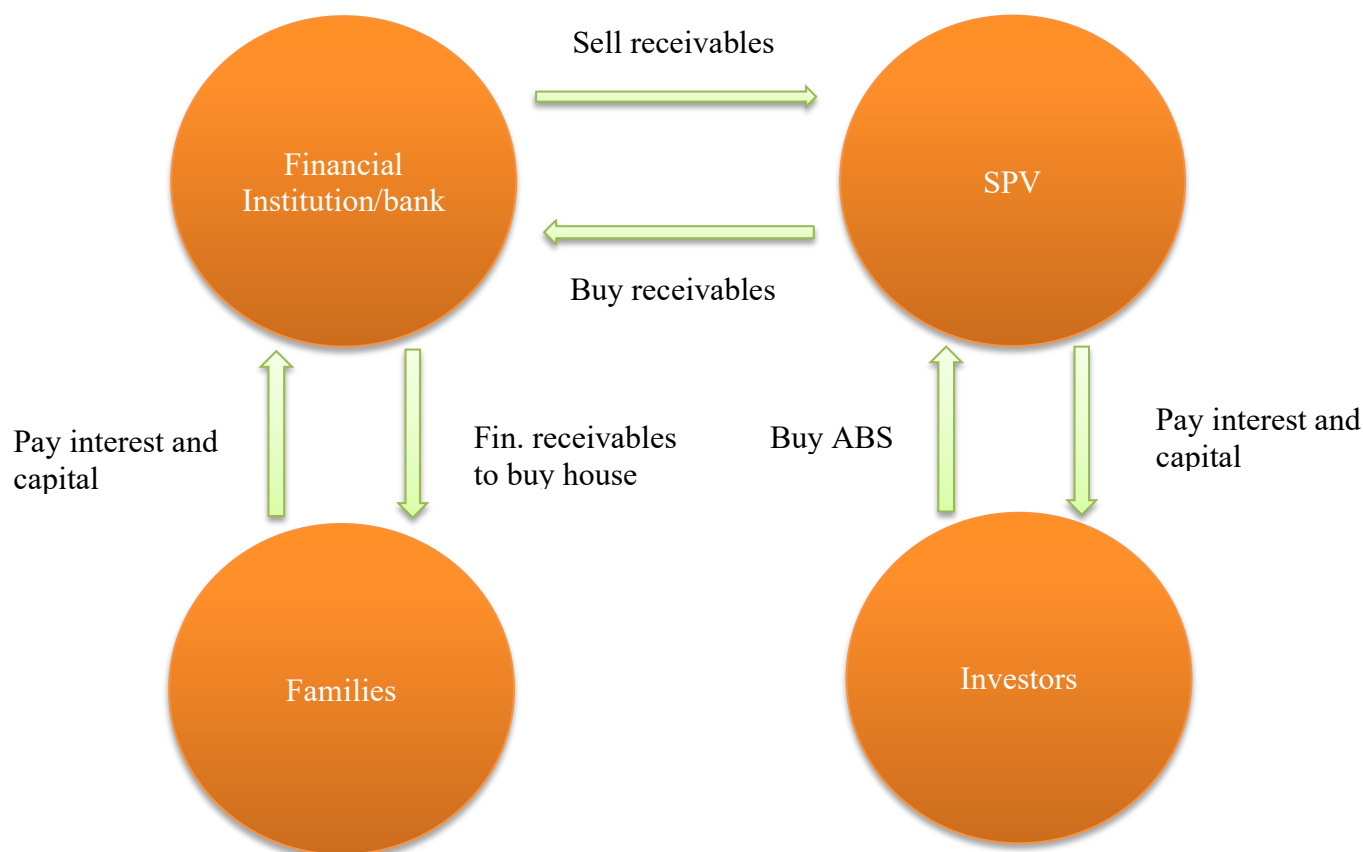 Sell receivables
Financial
Institution/bank
SPV
Buy receivables
Pay interest and
capital
Fin. receivables
to buy house
Buy ABS
Pay interest and
capital
Families
Investors